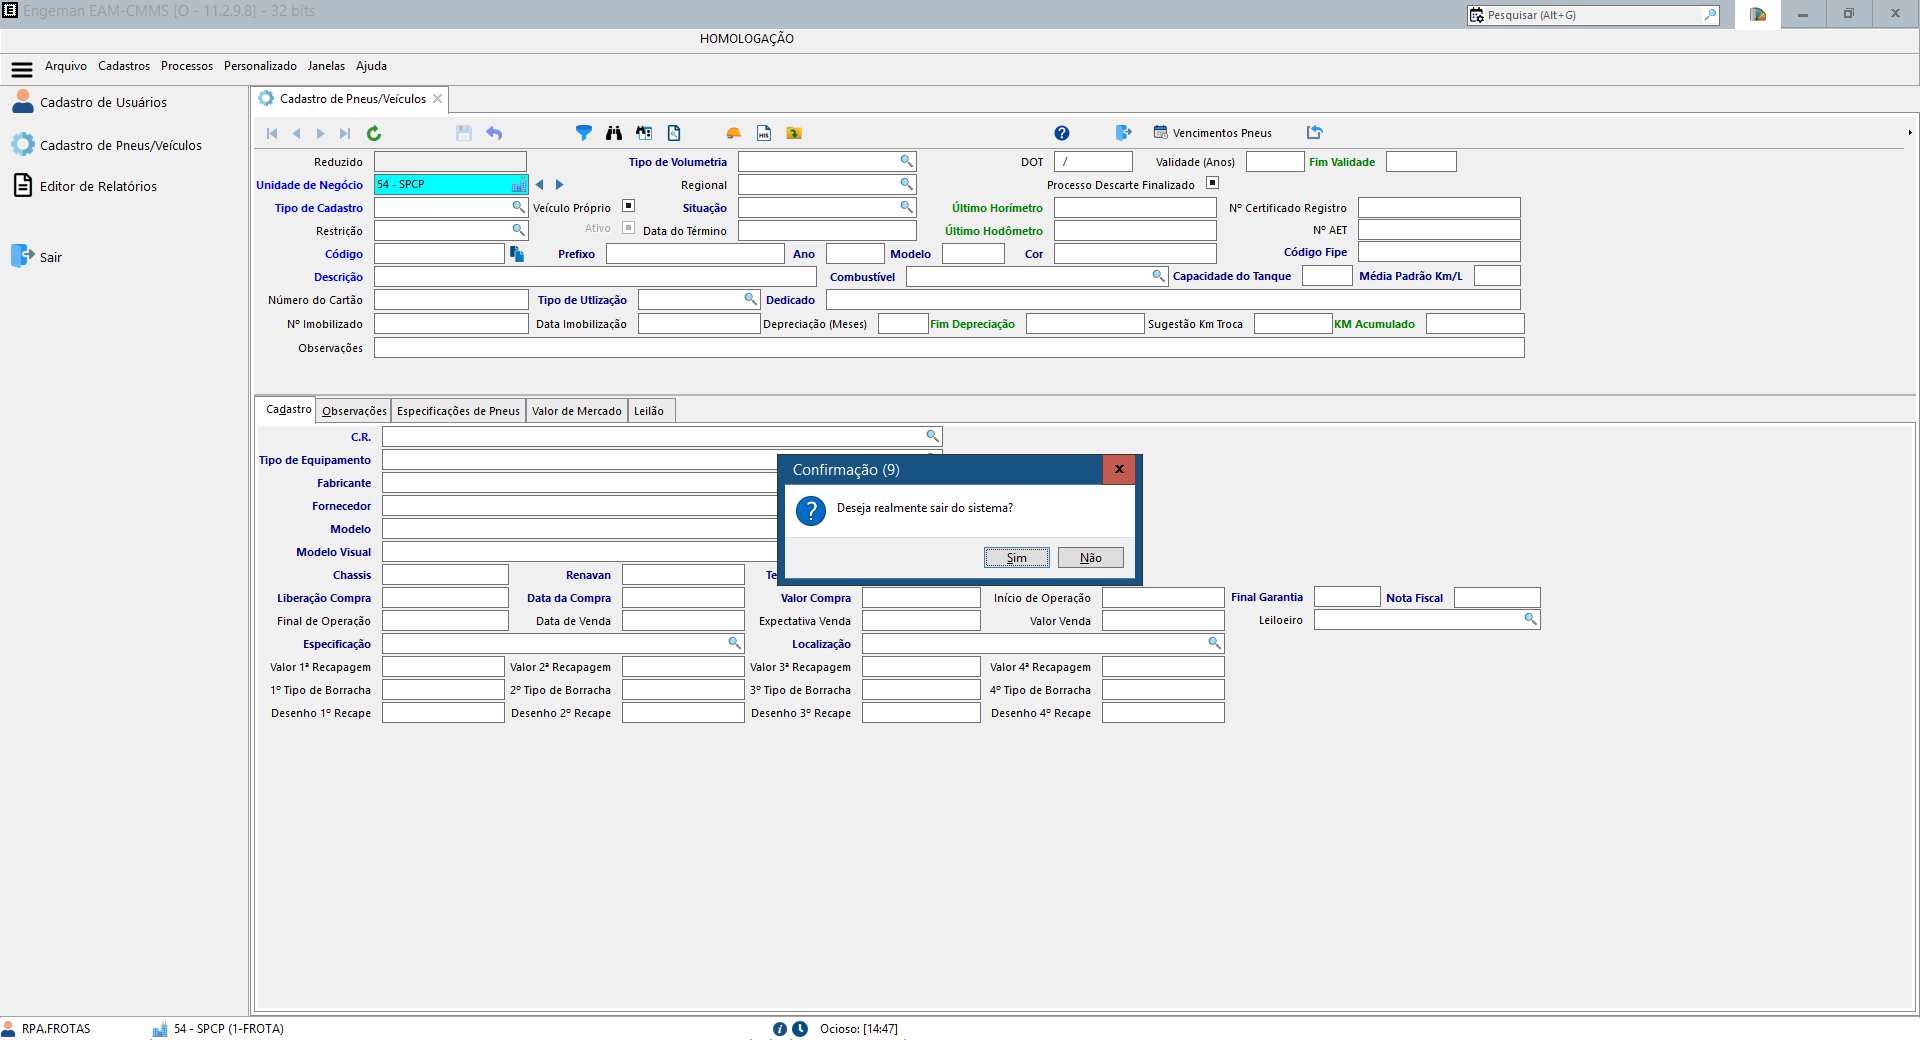 Engeman EAM-CMMS [O - 11.2.9.8] - 32 bits
Pesquisar (Alt+G)
HOMOLOGAÇÃO
Arquivo Cadastros Processos Personalizado Janelas Ajuda
Cadastro de Usuários
Cadastro de Pneus/Veículos
Editor de Relatórios
Sair
Cadastro de Pneus/Veículos
HIS
Vencimentos Pneus
Reduzido Tipo de Volumetria DOT / Validade (Anos) Fim Validade
Unidade de Negócio 54 - SPCP Regional Processo Descarte Finalizado
Tipo de Cadastro Veículo Próprio Situação Último Horímetro Nº Certificado Registro
Restrição Ativo Data do Término Último Hodômetro Nº AET
Código Prefixo Ano Modelo Cor Código Fipe
Descrição Combustível Capacidade do Tanque Média Padrão Km/L
Número do Cartão Tipo de Utlização Dedicado
Nº Imobilizado Data Imobilização Depreciação (Meses) Fim Depreciação Sugestão Km Troca KM Acumulado
Observações
Cadastro Observações Especificações de Pneus Valor de Mercado Leilão
C.R.
Tipo de Equipamento
Fabricante
Fornecedor
Modelo
Modelo Visual
Chassis Renavan Te
Liberação Compra Data da Compra Valor Compra Início de Operação Final Garantia Nota Fiscal
Final de Operação Data de Venda Expectativa Venda Valor Venda Leiloeiro
Especificação Localização
Valor 1ª Recapagem Valor 2ª Recapagem Valor 3ª Recapagem Valor 4ª Recapagem
1º Tipo de Borracha 2º Tipo de Borracha 3º Tipo de Borracha 4º Tipo de Borracha
Desenho 1º Recape Desenho 2º Recape Desenho 3º Recape Desenho 4º Recape
Confirmação (9)
x
Deseja realmente sair do sistema?
Sim Não
RPA.FROTAS 54 - SPCP (1-FROTA) Ocioso: [14:47]